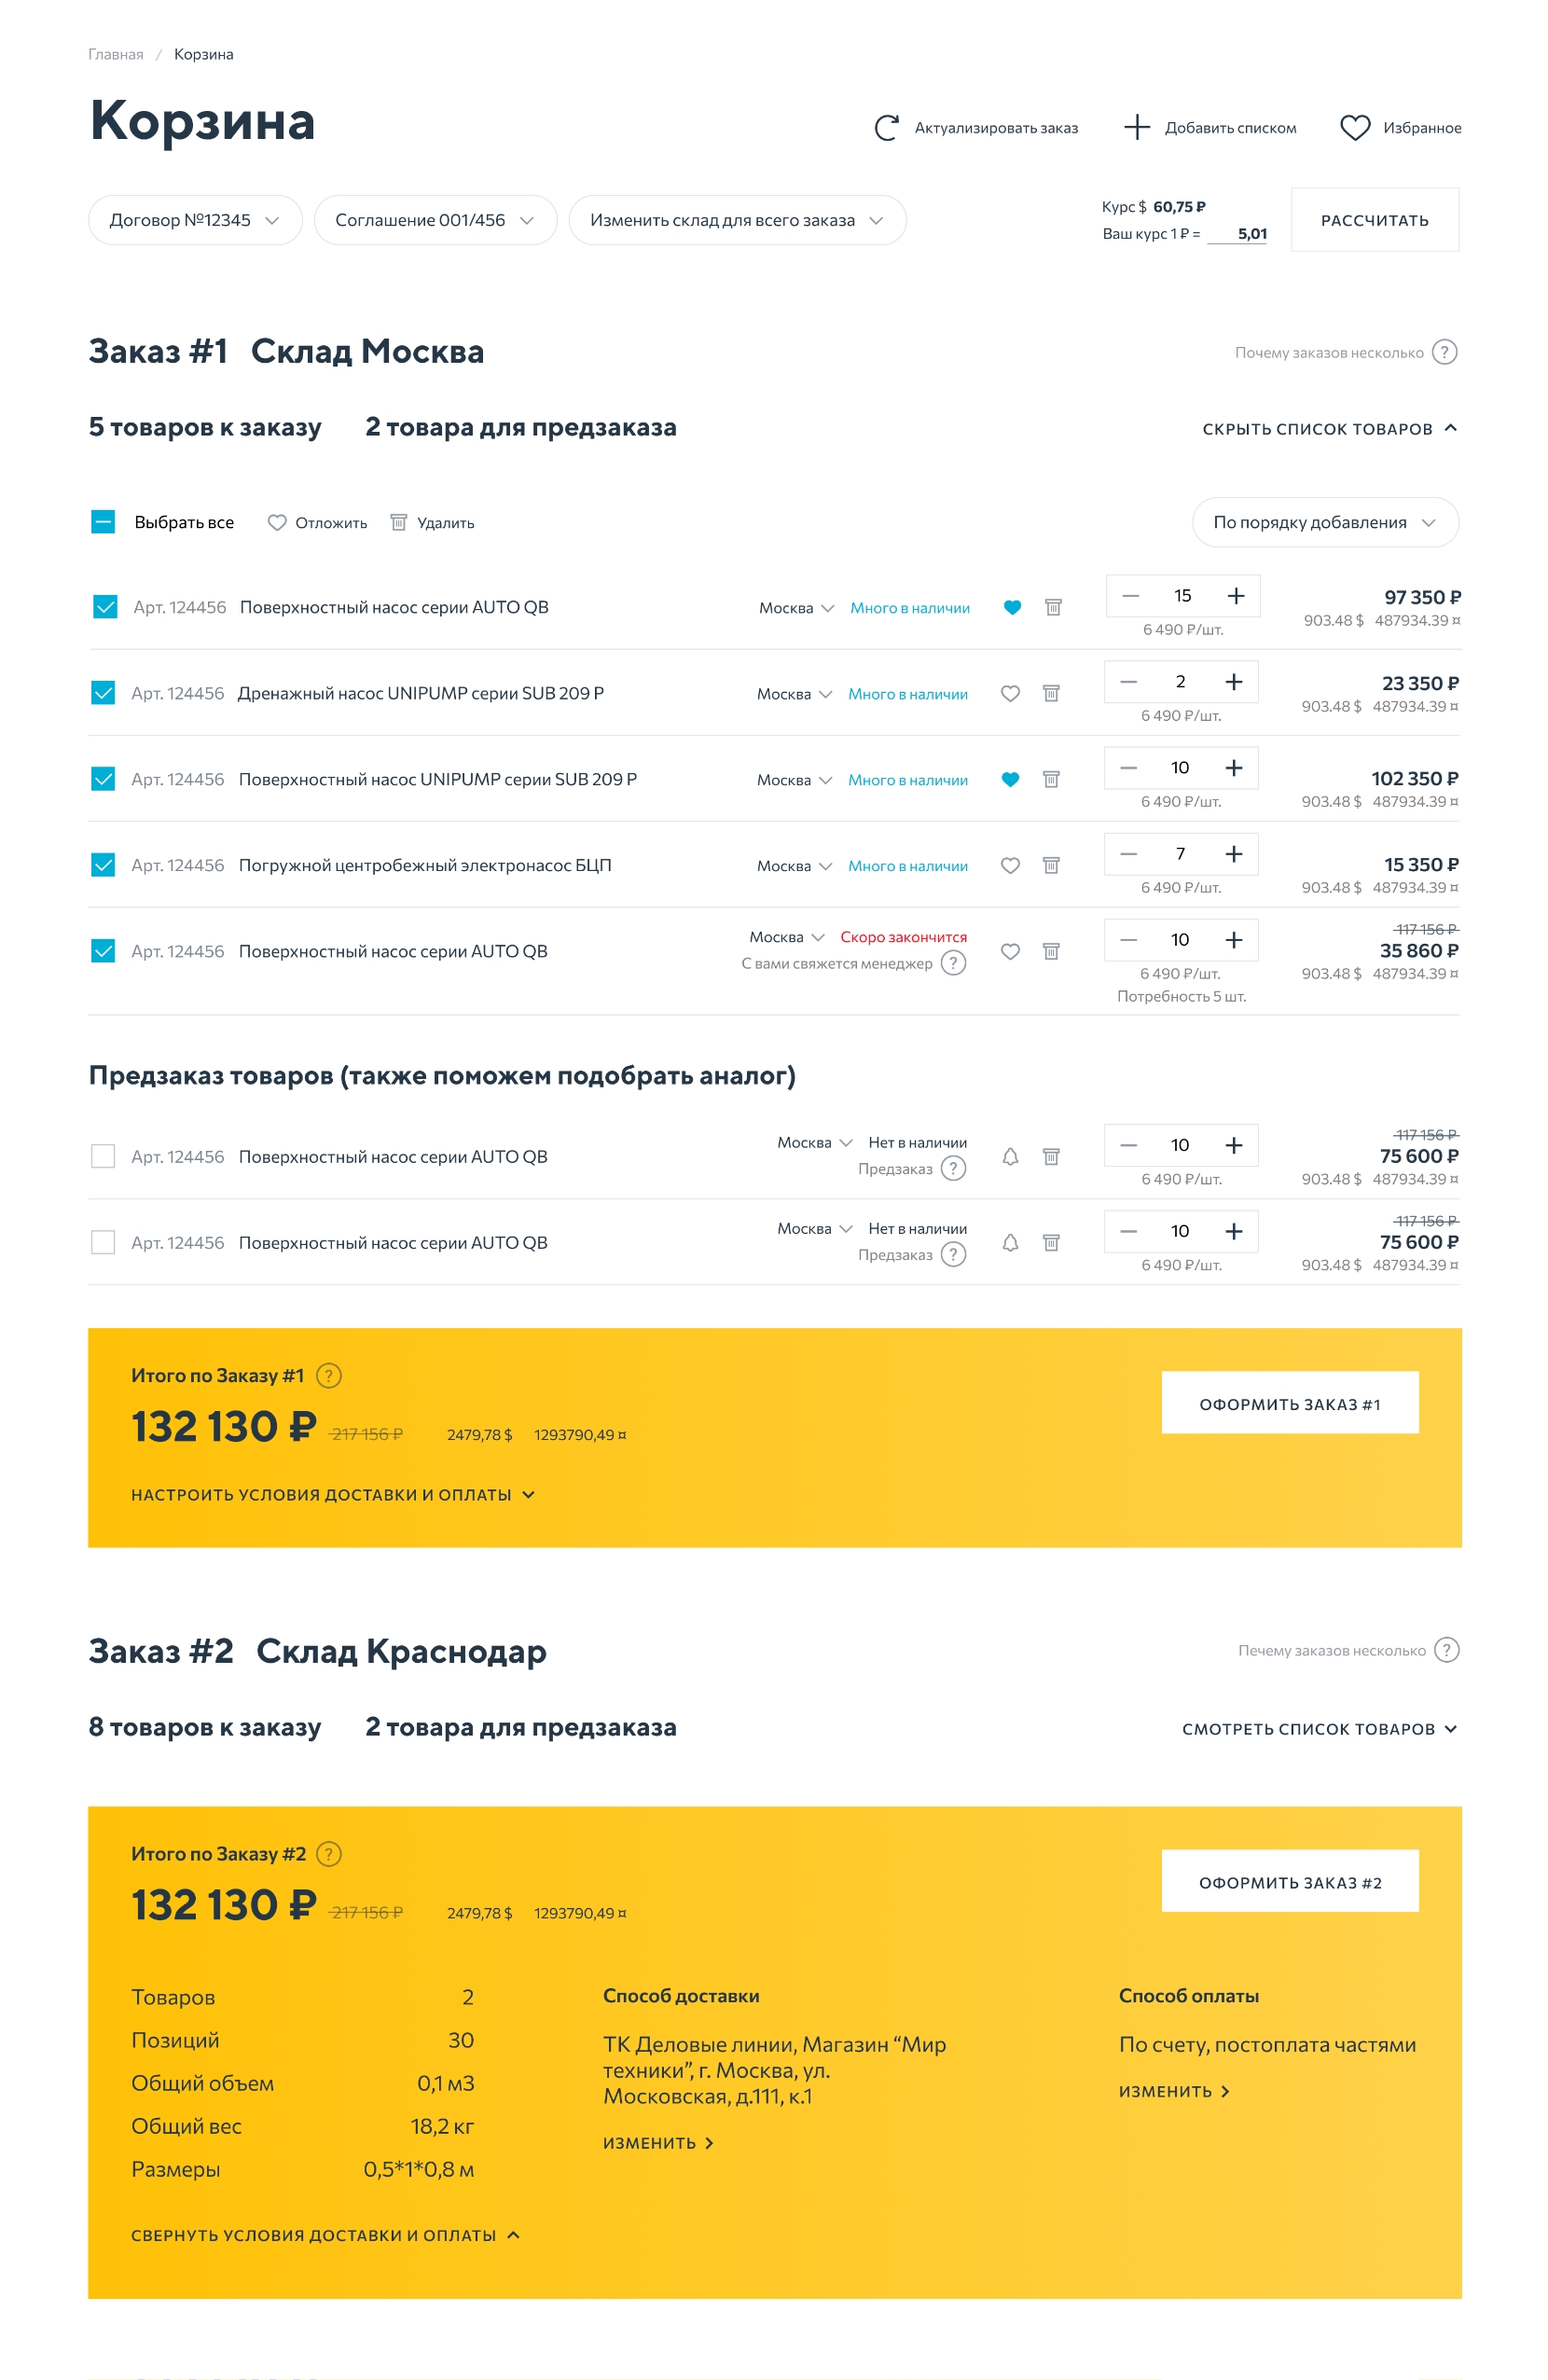 Главная / Корзина
Корзина
Актуализировать заказ
Добавить списком
Избранное
Договор №12345
Соглашение 001/456
Изменить склад для всего заказа
Курс $ 60,75 ₽
Ваш курс 1 ₽ = 5,01
РАССЧИТАТЬ
Заказ #1 Склад Москва
Почему заказов несколько ?
5 товаров к заказу 2 товара для предзаказа
СКРЫТЬ СПИСОК ТОВАРОВ
Выбрать все Отложить Удалить
По порядку добавления
Арт. 124456 Поверхностный насос серии AUTO QB Москва Много в наличии 15 97 350 ₽
6 490 ₽/шт. 903.48 $ 487934.39 ¤
Арт. 124456 Дренажный насос UNIPUMP серии SUB 209 P Москва Много в наличии 2 23 350 ₽
6 490 ₽/шт. 903.48 $ 487934.39 ¤
Арт. 124456 Поверхностный насос UNIPUMP серии SUB 209 P Москва Много в наличии 10 102 350 ₽
6 490 ₽/шт. 903.48 $ 487934.39 ¤
Арт. 124456 Погружной центробежный электронасос БЦП Москва Много в наличии 7 15 350 ₽
6 490 ₽/шт. 903.48 $ 487934.39 ¤
Москва Скоро закончится 10 117 156 ₽
Арт. 124456 Поверхностный насос серии AUTO QB 35 860 ₽
С вами свяжется менеджер ? 6 490 ₽/шт. 903.48 $ 487934.39 ¤
Потребность 5 шт.
Предзаказ товаров (также поможем подобрать аналог)
Москва Нет в наличии 10 117 156 ₽
Арт. 124456 Поверхностный насос серии AUTO QB 75 600 ₽
Предзаказ ? 6 490 ₽/шт. 903.48 $ 487934.39 ¤
Москва Нет в наличии 10 117 156 ₽
Арт. 124456 Поверхностный насос серии AUTO QB 75 600 ₽
Предзаказ ? 6 490 ₽/шт. 903.48 $ 487934.39 ¤
Итого по Заказу #1 ?
132 130 ₽ 217 156 ₽ 2479,78 $ 1293790,49 ¤
ОФОРМИТЬ ЗАКАЗ #1
НАСТРОИТЬ УСЛОВИЯ ДОСТАВКИ И ОПЛАТЫ
Заказ #2 Склад Краснодар
Печему заказов несколько ?
8 товаров к заказу 2 товара для предзаказа
СМОТРЕТЬ СПИСОК ТОВАРОВ
Итого по Заказу #2 ?
132 130 ₽ 217 156 ₽ 2479,78 $ 1293790,49 ¤
ОФОРМИТЬ ЗАКАЗ #2
Товаров 2
Позиций 30
Общий объем 0,1 м3
Общий вес 18,2 кг
Размеры 0,5*1*0,8 м
Способ доставки
ТК Деловые линии, Магазин “Мир
техники”, г. Москва, ул.
Московская, д.111, к.1
ИЗМЕНИТЬ
Способ оплаты
По счету, постоплата частями
ИЗМЕНИТЬ
СВЕРНУТЬ УСЛОВИЯ ДОСТАВКИ И ОПЛАТЫ